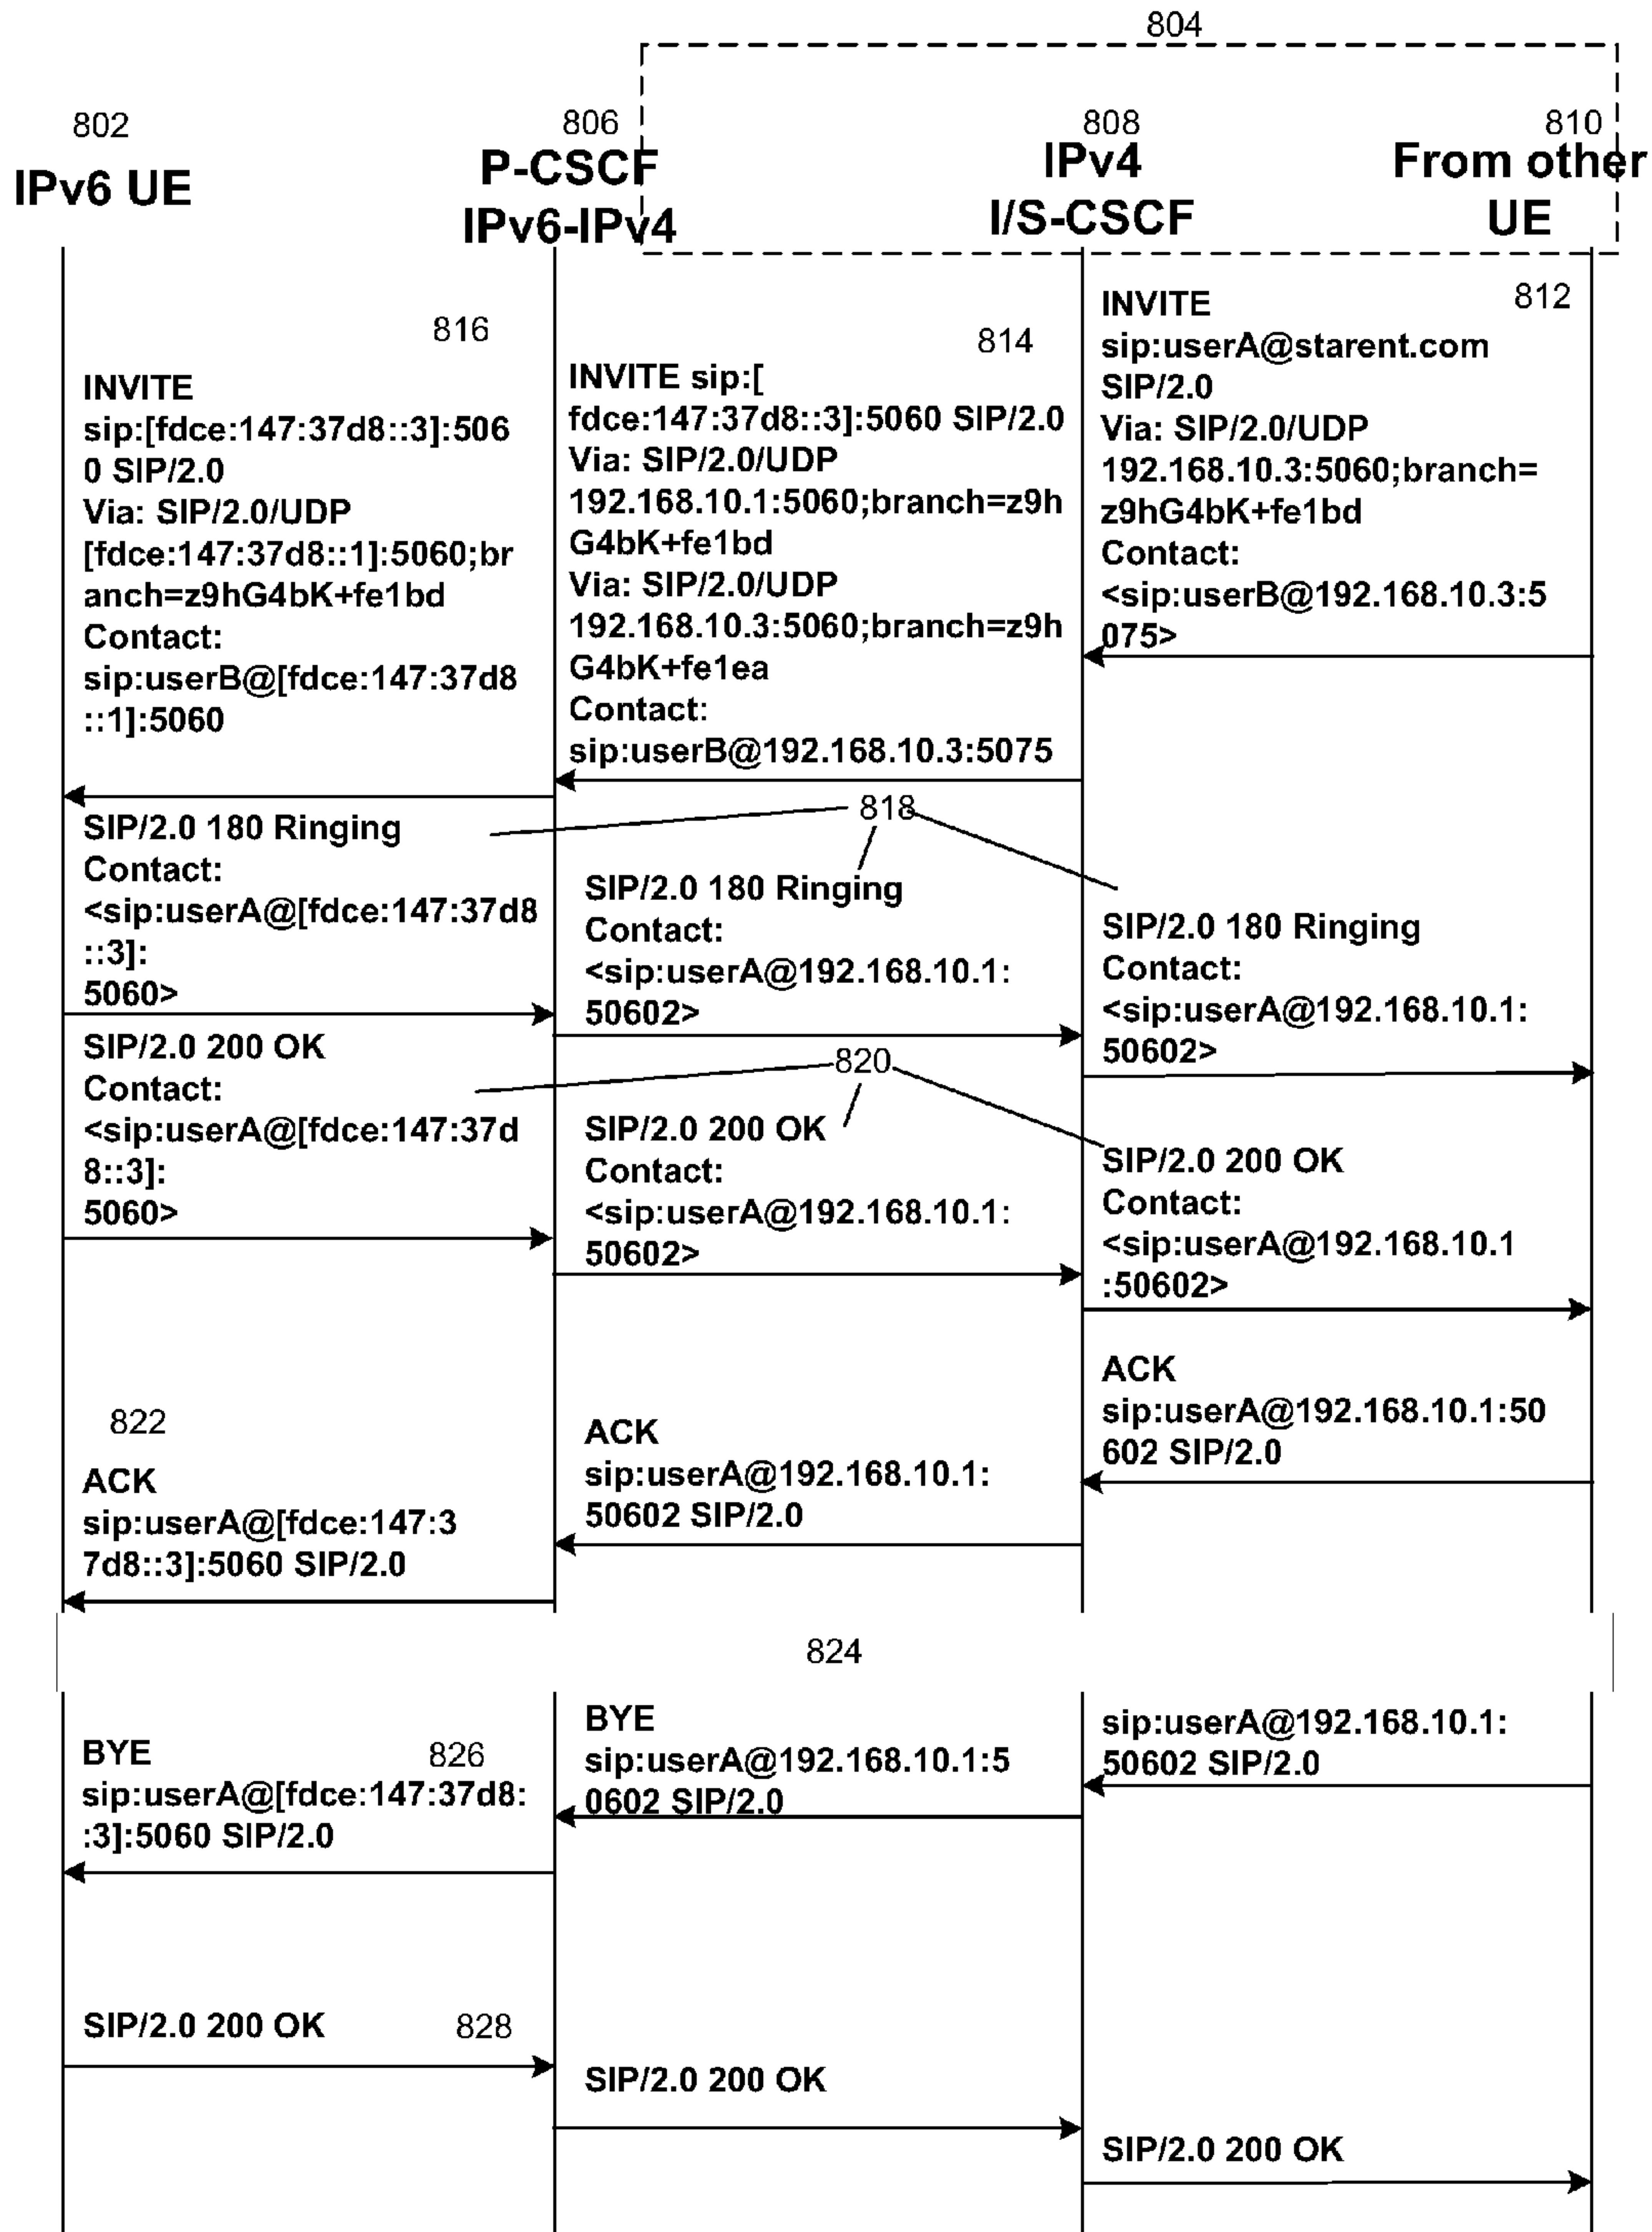 804
802
IPv6 UE
806
P-CSCF
IPv6-IPv4
808
IPv4
I/S-CSCF
810
From other
UE
812
INVITE
sip:userA@starent.com
SIP/2.0
Via: SIP/2.0/UDP
192.168.10.3:5060;branch=
z9hG4bK+fe1bd
Contact:
<sip:userB@192.168.10.3:5
075>
814
INVITE sip:[
fdce:147:37d8::3]:5060 SIP/2.0
Via: SIP/2.0/UDP
192.168.10.1:5060;branch=z9h
G4bK+fe1bd
Via: SIP/2.0/UDP
192.168.10.3:5060;branch=z9h
G4bK+fe1ea
Contact:
sip:userB@192.168.10.3:5075
816
INVITE
sip:[fdce:147:37d8::3]:506
0 SIP/2.0
Via: SIP/2.0/UDP
[fdce:147:37d8::1]:5060;br
anch=z9hG4bK+fe1bd
Contact:
sip:userB@[fdce:147:37d8
::1]:5060
818
SIP/2.0 180 Ringing
Contact:
<sip:userA@[fdce:147:37d8
::3]:
5060>
SIP/2.0 180 Ringing
Contact:
<sip:userA@192.168.10.1:
50602>
SIP/2.0 180 Ringing
Contact:
<sip:userA@192.168.10.1:
50602>
820
SIP/2.0 200 OK
Contact:
<sip:userA@[fdce:147:37d
8::3]:
5060>
SIP/2.0 200 OK
Contact:
<sip:userA@192.168.10.1:
50602>
SIP/2.0 200 OK
Contact:
<sip:userA@192.168.10.1
:50602>
ACK
sip:userA@192.168.10.1:50
602 SIP/2.0
ACK
sip:userA@192.168.10.1:
50602 SIP/2.0
822
ACK
sip:userA@[fdce:147:3
7d8::3]:5060 SIP/2.0
824
sip:userA@192.168.10.1:
50602 SIP/2.0
BYE
sip:userA@192.168.10.1:5
0602 SIP/2.0
BYE
826
sip:userA@[fdce:147:37d8:
:3]:5060 SIP/2.0
SIP/2.0 200 OK
828
SIP/2.0 200 OK
SIP/2.0 200 OK